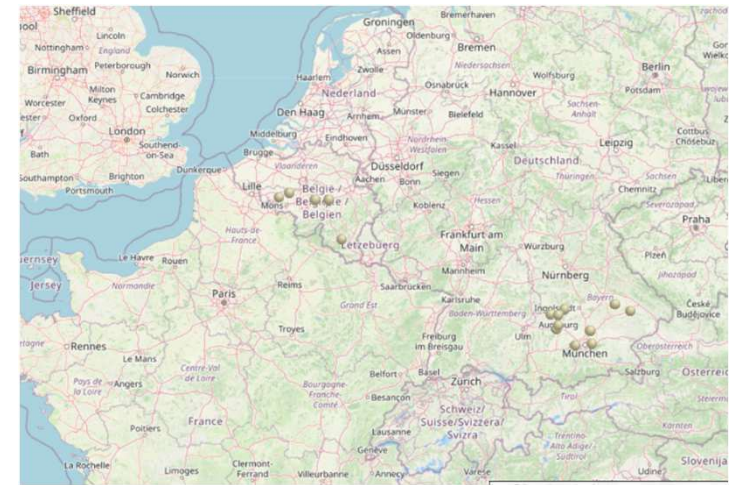 Sheffield
Groningen
Bremerhaven
Lincoln
Oldenburg
Nottingham
England
Assen
Bremen
Peterborough
Norwich
Zwolle
Niedersachsen
Berlin
Birmingham
Haarlem
Wolfsburg
Milton
Keynes
Cambridge
Nederland
Osnabrück
Hannover
Potsdam
Worcester
Colchester
Den Haag
Arnhem
Münster
Bielefeld
Sachsen-
Anhalt
Oxford
London
Middelburg
Eindhoven
Nordrhein
Westfalen
Kassel
Leipzig
Cottbus
Chóśebuz
Bath
Southend-
on-Sea
Brugge
Vlaanderen
Düsseldorf
Deutschland
Southampton
Brighton
Dunkerque
Aachen
Bonn
Siegen
Thüringen
Sachsen
Portsmouth
Lille
België /
Belgien
Chemnitz
Mons
Koblenz
Hessen
Severozápad
Hauts-de-
France
Letzebuerg
Frankfurt am
Main
Praha
Le Havre
Rouen
Würzburg
Plzeň
Jersey
Normandie
Reims
Saarbrücken
Mannheim
Nürnberg
Paris
Grand Est
Karlsruhe
Bayern
České
Budějovice
Baden-Württemberg
Troyes
Ulm
Rennes
Freiburg
im Breisgau
München
Oberösterreich
Le Mans
Centre-Val
de Loire
Belfort
Basel
Zürich
Salzburg
Pays de
la Loire
Angers
Bourgogne-
Franche-
Comté
Besançon
Tirol
Schweiz/
Suisse/Svizzera/
Svizra
Poitiers
France
Lausanne
Kärnten
Genève
Trentino-
Alto Adige/
Südtirol
La Rochelle
Limoges
Clermont-
Ferrand
Villeurbanne
Annecy
Varese
Udine